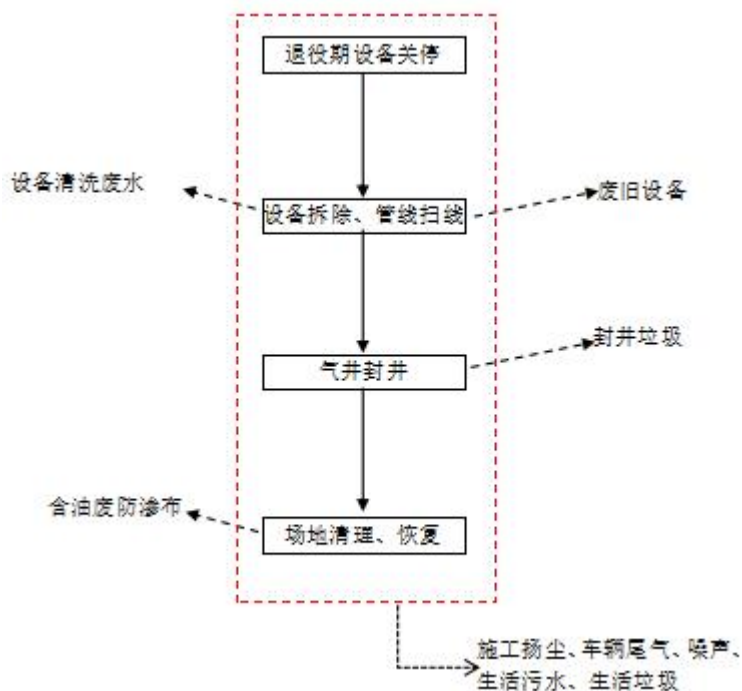 退役期设备关停
设备清洗废水
废旧设备
设备拆除、管线扫线
封井垃圾
气井封井
含油废防渗布
场地清理、恢复
施工扬尘、车辆尾气、噪声、
生活污水、生活垃圾